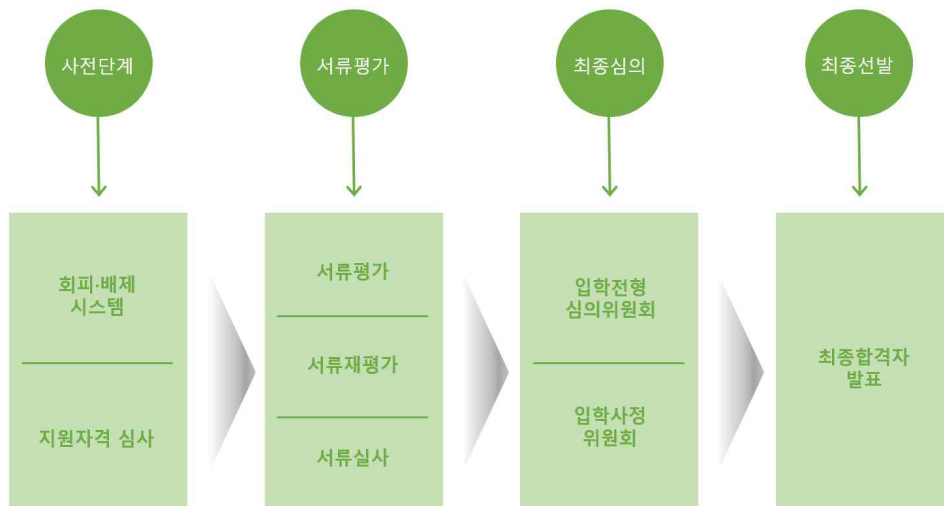 사전단계
서류평가
최종심의
최종선발
회피·배제
시스템
지원자격 심사
서류평가
서류재평가
서류실사
입학전형
심의위원회
입학사정
위원회
최종합격자
발표